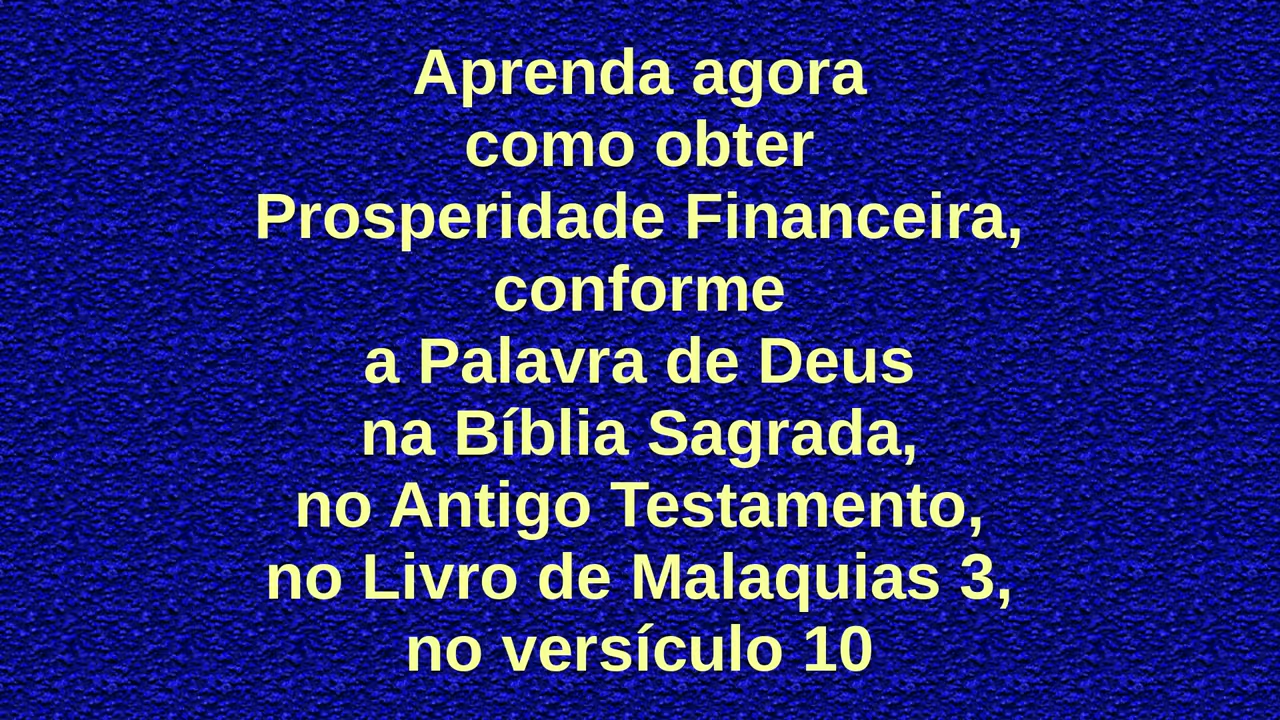 Aprenda agora
como obter
Prosperidade Financeira,
conforme
a Palavra de Deus
na Bíblia Sagrada,
no Antigo Testamento,
no Livro de Malaquias 3,
no versículo 10